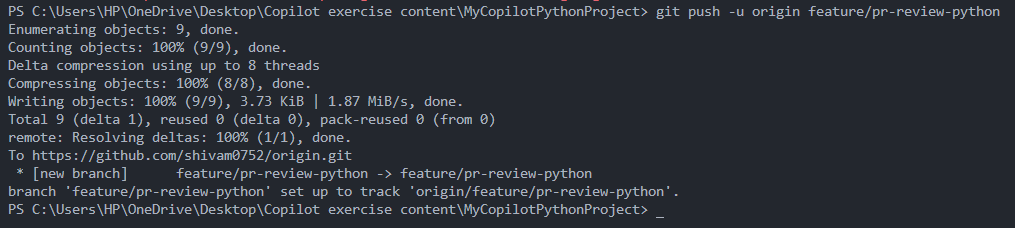 PS C:\Users\HP\OneDrive\Desktop\Copilot exercise content\MyCopilotPythonProject> git push -u origin feature/pr-review-python
Enumerating objects: 9, done.
Counting objects: 100% (9/9), done.
Delta compression using up to 8 threads
Compressing objects: 100% (8/8), done.
Writing objects: 100% (9/9), 3.73 KiB | 1.87 MiB/s, done.
Total 9 (delta 1), reused 0 (delta 0), pack-reused 0 (from 0)
remote: Resolving deltas: 100% (1/1), done.
To https://github.com/shivam0752/origin.git
 * [new branch]      feature/pr-review-python -> feature/pr-review-python
branch 'feature/pr-review-python' set up to track 'origin/feature/pr-review-python'.
PS C:\Users\HP\OneDrive\Desktop\Copilot exercise content\MyCopilotPythonProject> _